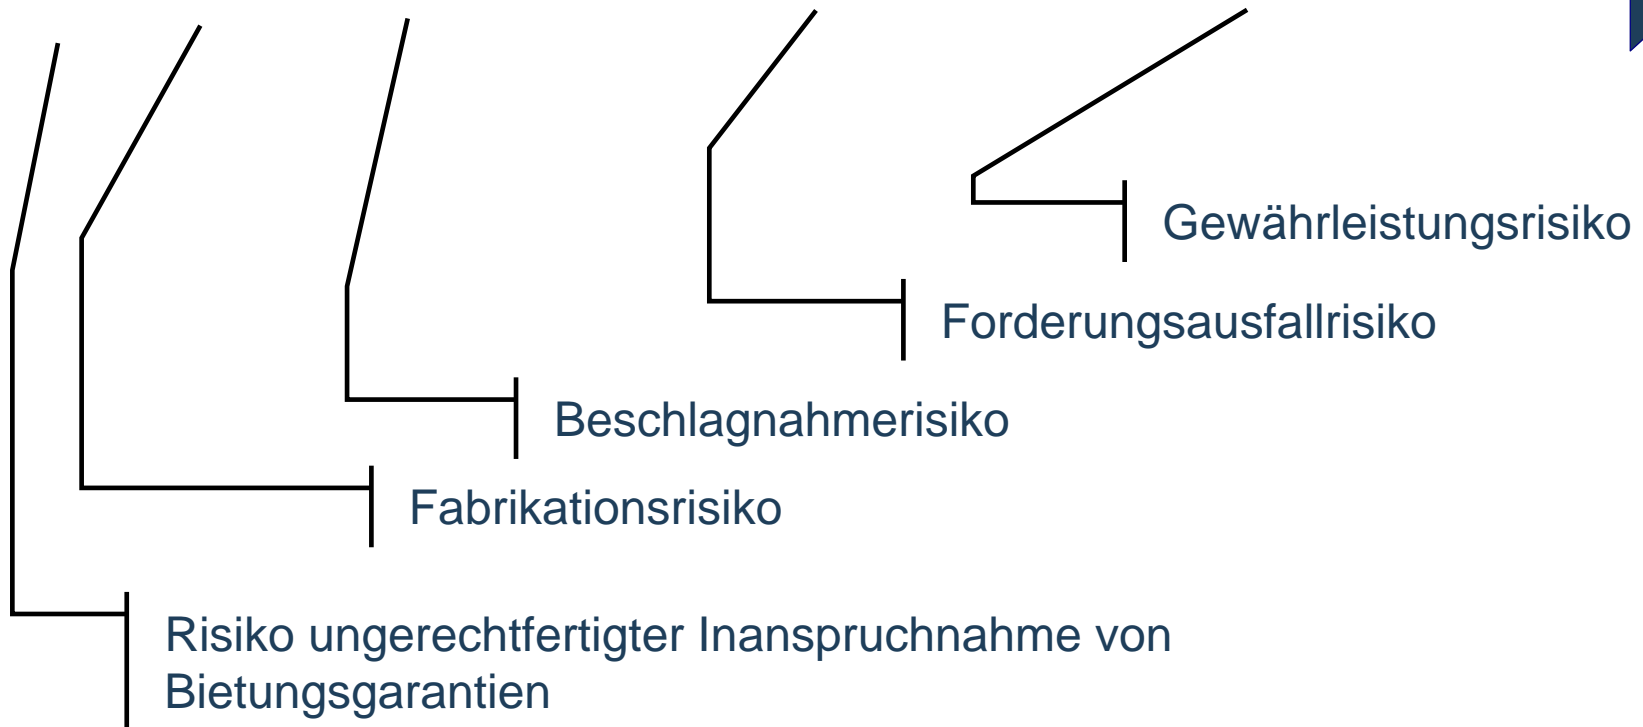 Gewährleistungsrisiko
Forderungsausfallrisiko
Beschlagnahmerisiko
Fabrikationsrisiko
Risiko ungerechtfertigter Inanspruchnahme von
Bietungsgarantien